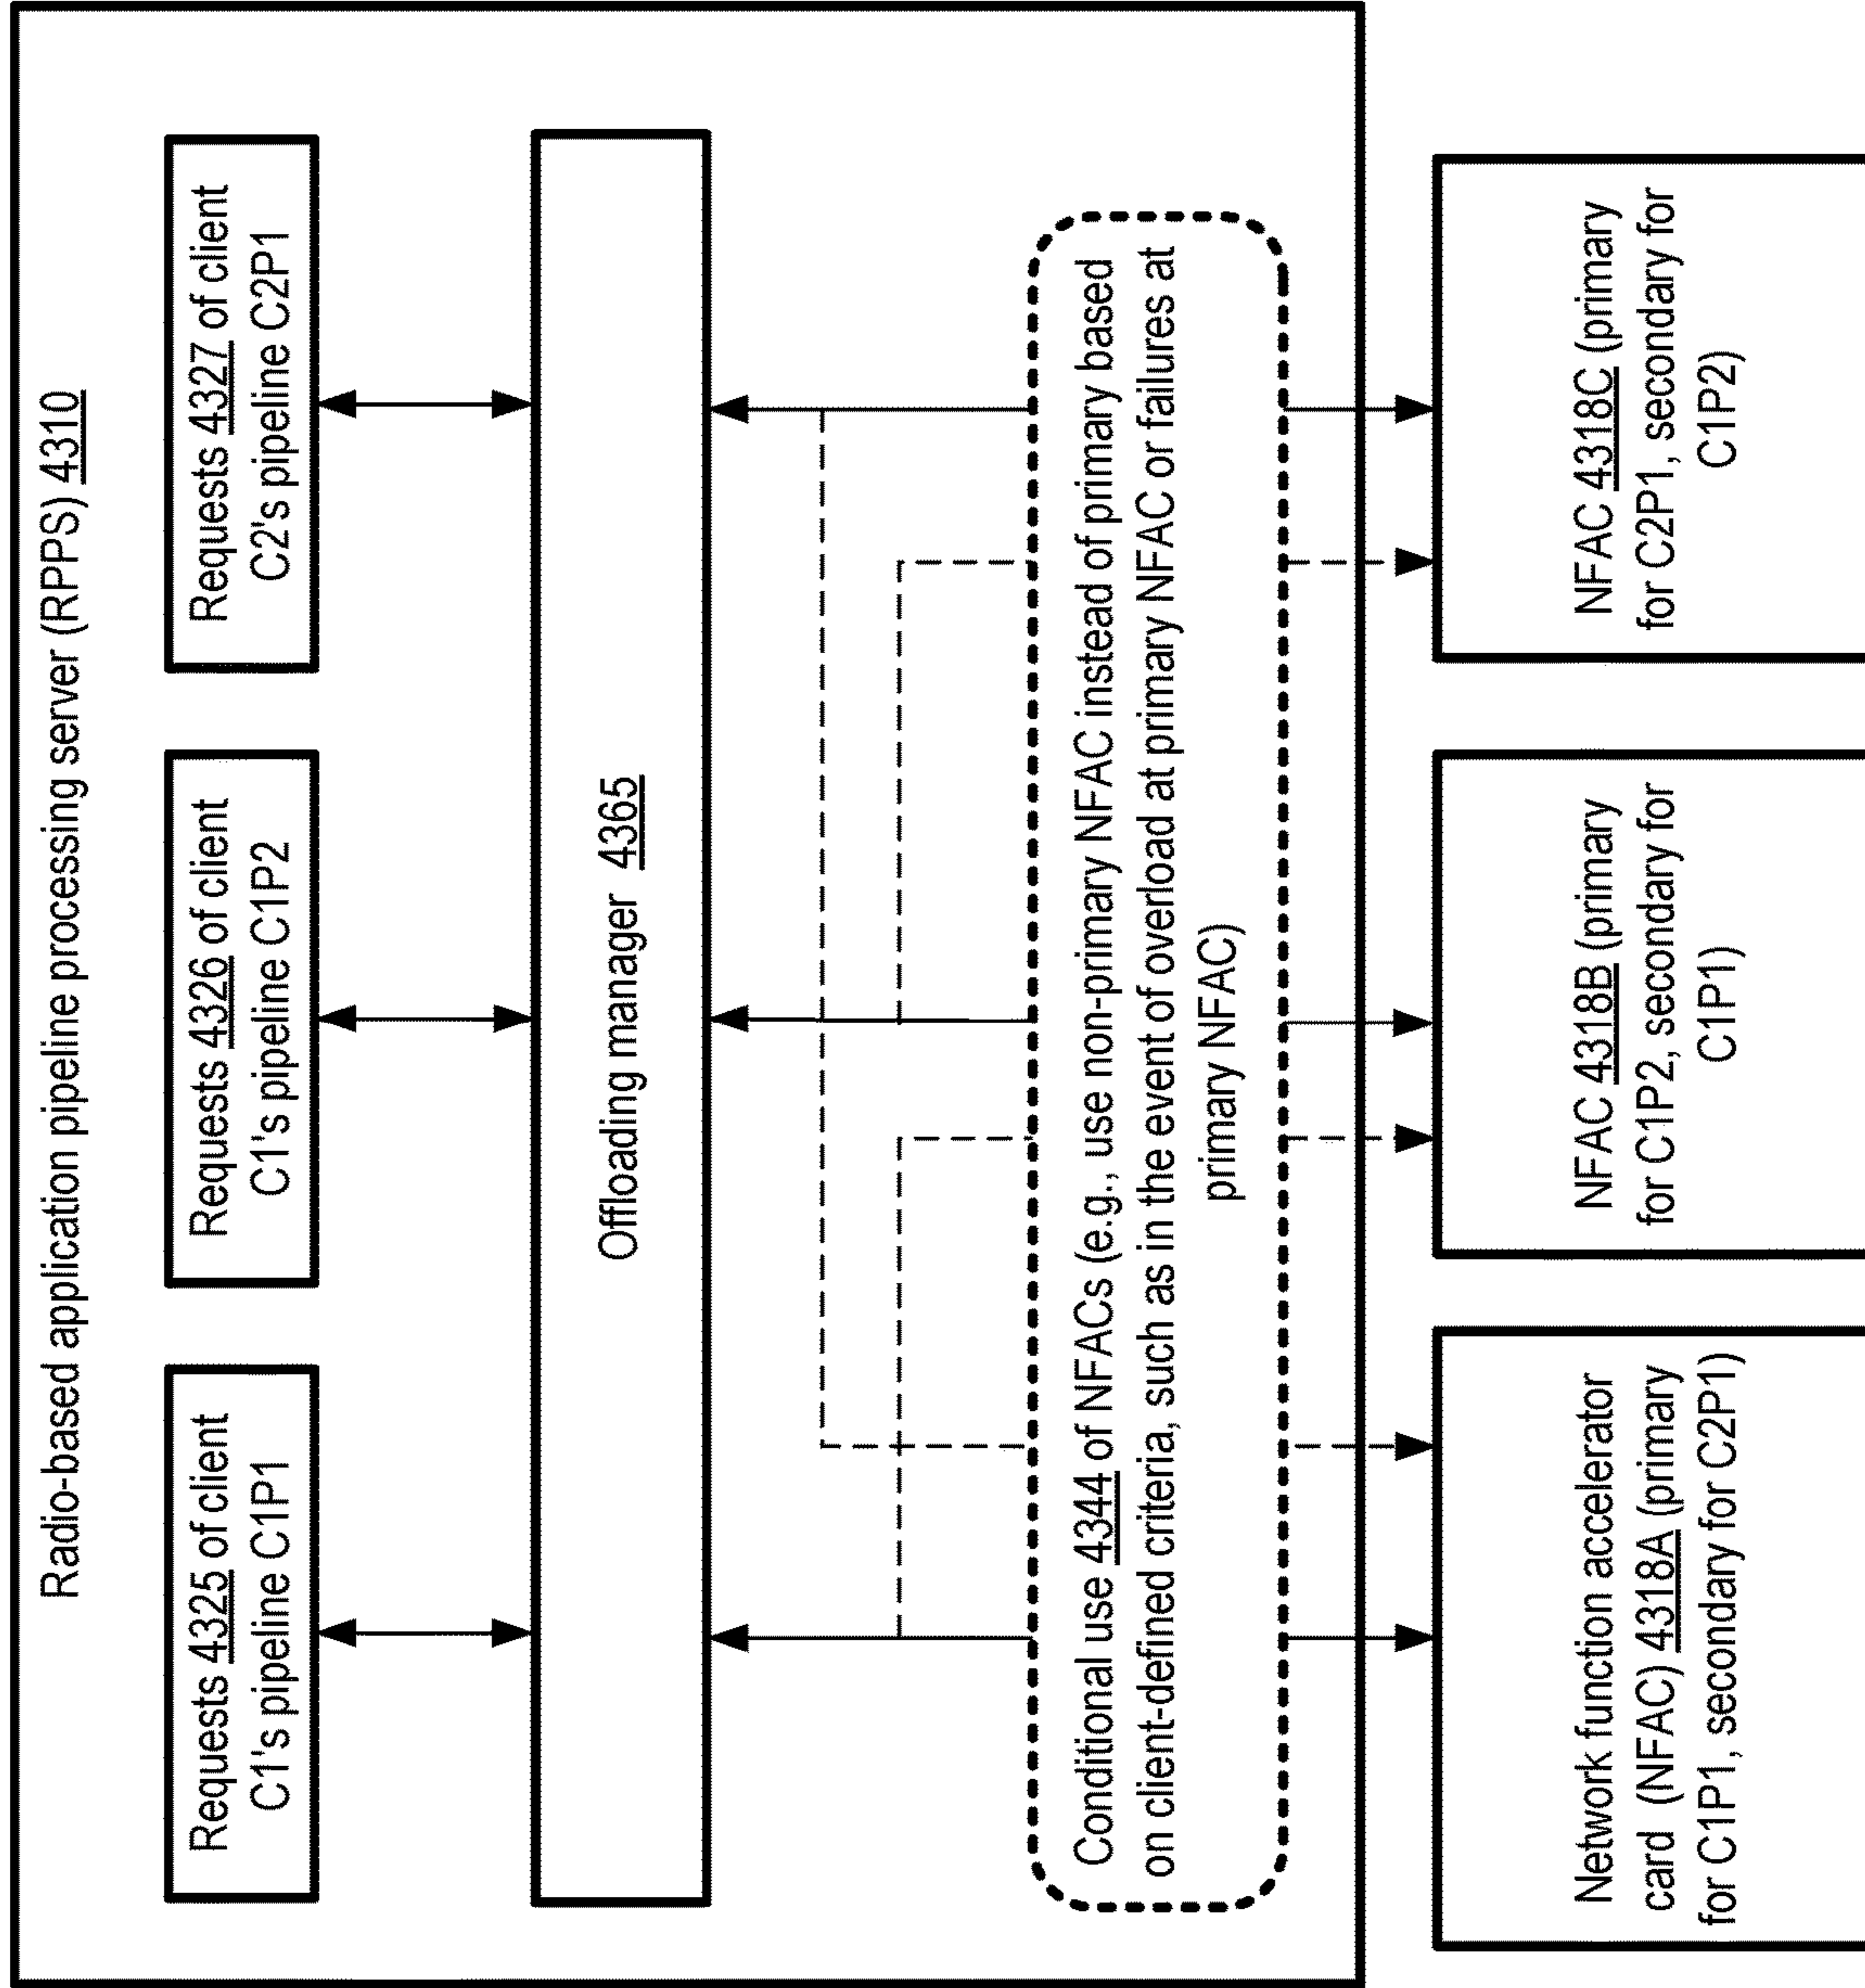 Radio-based application pipeline processing server (RPPS) 4310
Requests 4325 of client
C1's pipeline C1P1
Requests 4326 of client
C1's pipeline C1P2
Requests 4327 of client
C2's pipeline C2P1
Offloading manager 4365
Conditional use 4344 of NFACs (e.g., use non-primary NFAC instead of primary based
on client-defined criteria, such as in the event of overload at primary NFAC or failures at
primary NFAC)
Network function accelerator
card (NFAC) 4318A (primary
for C1P1, secondary for C2P1)
NFAC 4318B (primary
for C1P2, secondary for
C1P1)
NFAC 4318C (primary
for C2P1, secondary for
C1P2)